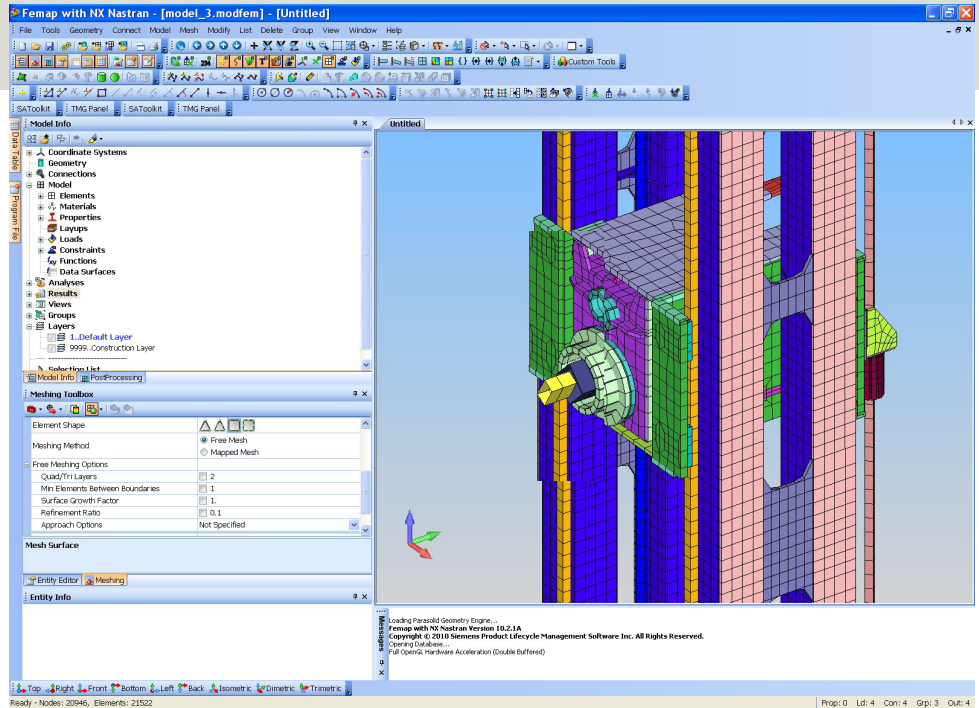 Femap with NX Nastran - [model_3.modfem] - [Untitled]
File Tools Geometry Connect Model Mesh Modify List Delete Group View Window Help
Custom Tools
SAToolkit TMG Panel SAToolkit TMG Panel
Data Table
Program File
Model Info
Coordinate Systems
Geometry
Connections
Model
Elements
Materials
Properties
Layups
Loads
Constraints
Functions
Data Surfaces
Analyses
Results
Views
Groups
Layers
1..Default Layer
9999..Construction Layer
Selection List
Model Info PostProcessing
Meshing Toolbox
Element Shape
Meshing Method
Free Mesh
Mapped Mesh
Free Meshing Options
Quad/Tri Layers 2
Min Elements Between Boundaries 1
Surface Growth Factor 1.
Refinement Ratio 0.1
Approach Options Not Specified
Mesh Surface
Entity Editor Meshing
Entity Info
Untitled
Messages
Loading Parasolid Geometry Engine...
Femap with NX Nastran Version 10.2.1A
Copyright © 2010 Siemens Product Lifecycle Management Software Inc. All Rights Reserved.
Opening Database...
Full OpenGL Hardware Acceleration (Double Buffered)
Top Right Front Bottom Left Back Isometric Dimetric Trimetric
Ready - Nodes: 20946, Elements: 21522
Prop: 0 Ld: 4 Con: 4 Grp: 3 Out: 4